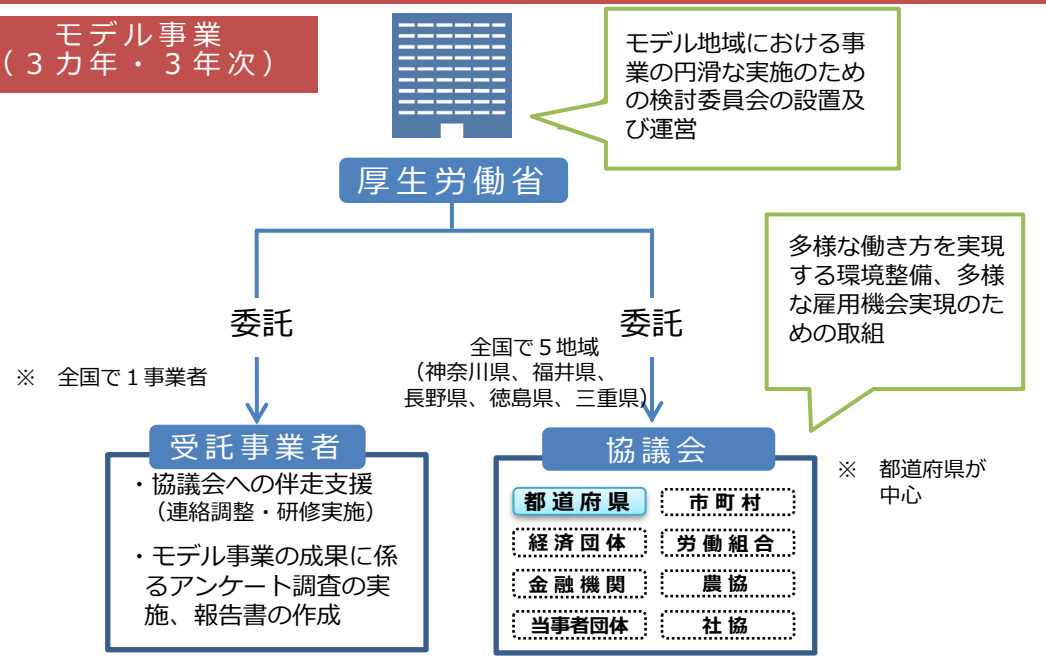 モデル事業
（３カ年・３年次）
モデル地域における事
業の円滑な実施のため
の検討委員会の設置及
び運営
厚生労働省
多様な働き方を実現
する環境整備、多様
な雇用機会実現のた
めの取組
委託
委託
※　全国で１事業者
全国で５地域
（神奈川県、福井県、
長野県、徳島県、三重県）
受託事業者
・協議会への伴走支援
（連絡調整・研修実施）
・モデル事業の成果に係
るアンケート調査の実
施、報告書の作成
協議会
都道府県
市町村
経済団体
労働組合
金融機関
農協
当事者団体
社協
※　都道府県が
中心